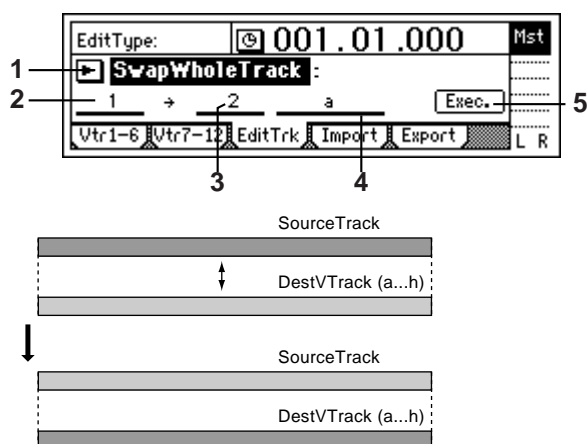 EditType: 001.01.000 Mst
1 SwapWholeTrack :
2 1 → 2 a Exec. 5
Vtr1-6 Vtr7-12 EditTrk Import Export L R
3 4
SourceTrack
DestVTrack (a...h)
SourceTrack
DestVTrack (a...h)